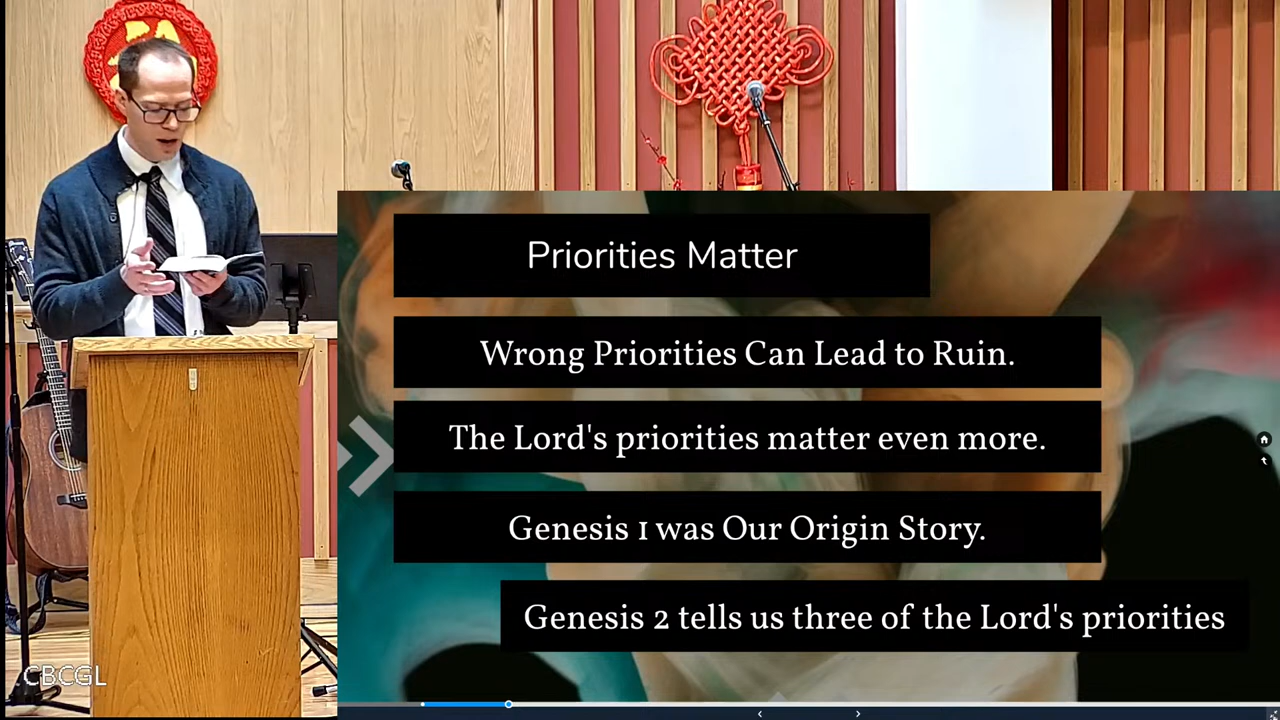 Priorities Matter
Wrong Priorities Can Lead to Ruin.
The Lord's priorities matter even more.
Genesis 1 was Our Origin Story.
Genesis 2 tells us three of the Lord's priorities
CBCGL